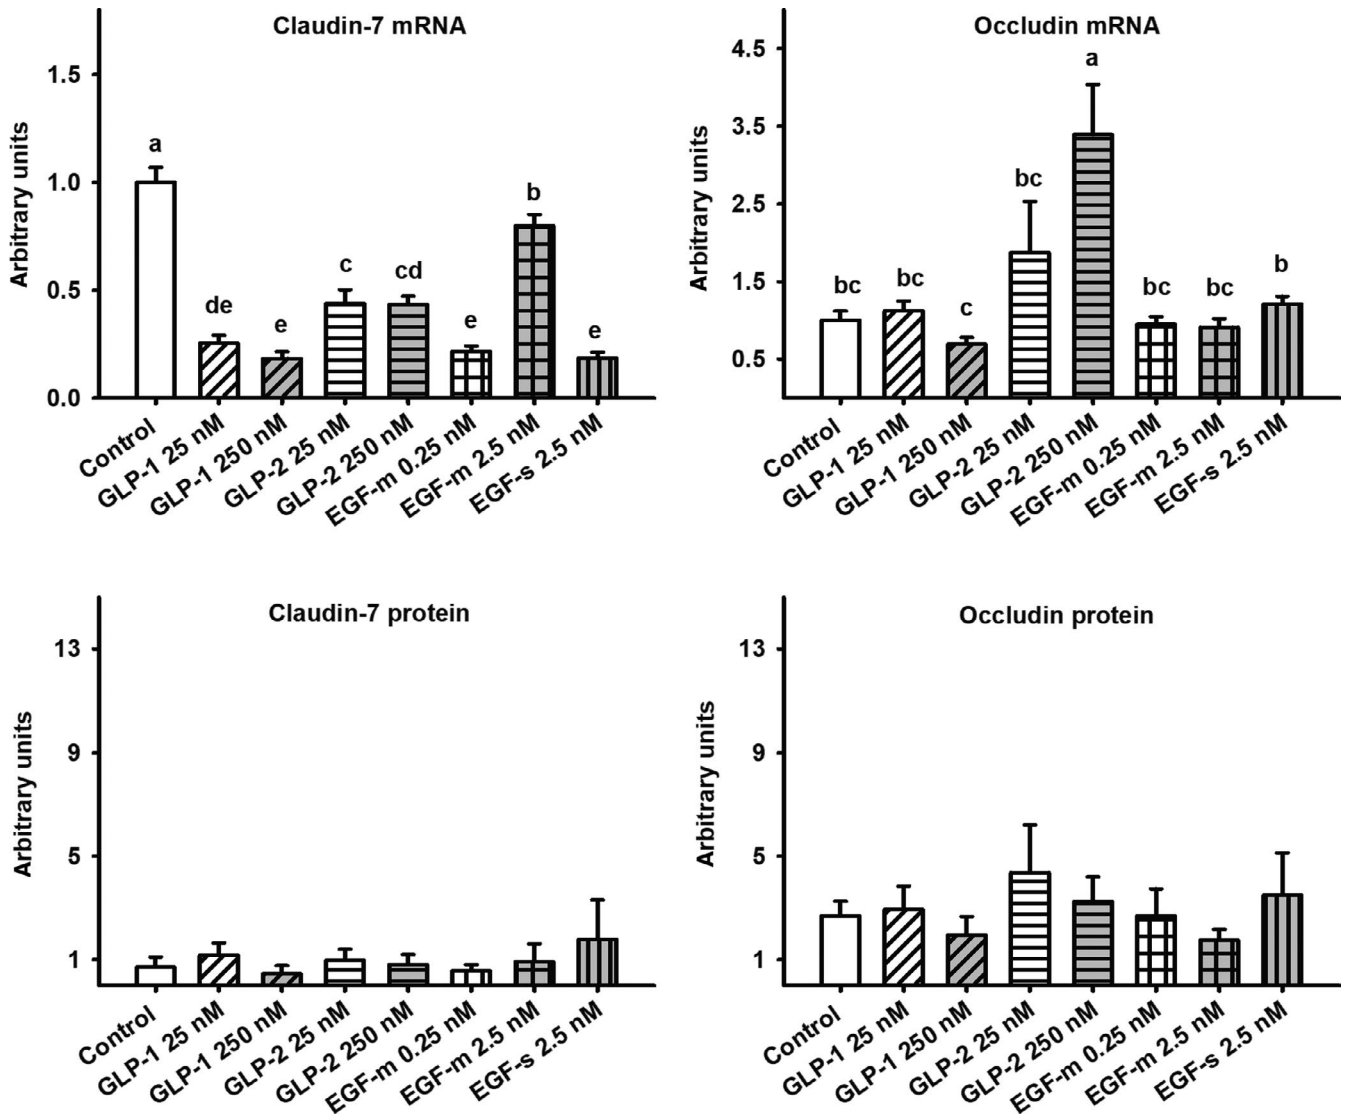 Claudin-7 mRNA
Arbitrary units
1.5
1.0
0.5
0.0
a
de
e
c
cd
e
b
e
Control
GLP-1 25 nM
GLP-1 250 nM
GLP-2 25 nM
GLP-2 250 nM
EGF-m 0.25 nM
EGF-m 2.5 nM
EGF-s 2.5 nM
Occludin mRNA
Arbitrary units
4.5
3.5
2.5
1.5
0.5
bc
bc
c
bc
a
bc
bc
b
Control
GLP-1 25 nM
GLP-1 250 nM
GLP-2 25 nM
GLP-2 250 nM
EGF-m 0.25 nM
EGF-m 2.5 nM
EGF-s 2.5 nM
Claudin-7 protein
Arbitrary units
13
9
5
1
Control
GLP-1 25 nM
GLP-1 250 nM
GLP-2 25 nM
GLP-2 250 nM
EGF-m 0.25 nM
EGF-m 2.5 nM
EGF-s 2.5 nM
Occludin protein
Arbitrary units
13
9
5
1
Control
GLP-1 25 nM
GLP-1 250 nM
GLP-2 25 nM
GLP-2 250 nM
EGF-m 0.25 nM
EGF-m 2.5 nM
EGF-s 2.5 nM